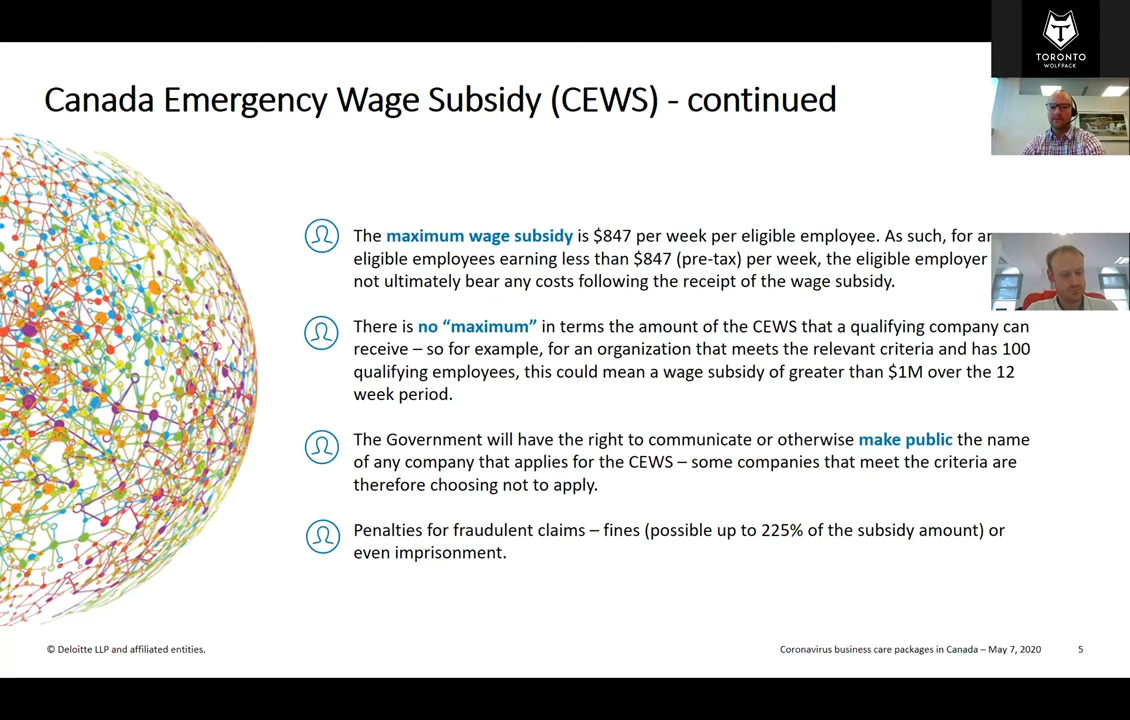 TORONTO
WOLFPACK
Canada Emergency Wage Subsidy (CEWS) - continued
The maximum wage subsidy is $847 per week per eligible employee. As such, for
eligible employees earning less than $847 (pre-tax) per week, the eligible employer
not ultimately bear any costs following the receipt of the wage subsidy.
There is no “maximum” in terms the amount of the CEWS that a qualifying company can
receive – so for example, for an organization that meets the relevant criteria and has 100
qualifying employees, this could mean a wage subsidy of greater than $1M over the 12
week period.
The Government will have the right to communicate or otherwise make public the name
of any company that applies for the CEWS – some companies that meet the criteria are
therefore choosing not to apply.
Penalties for fraudulent claims – fines (possible up to 225% of the subsidy amount) or
even imprisonment.
© Deloitte LLP and affiliated entities.
Coronavirus business care packages in Canada – May 7, 2020
5